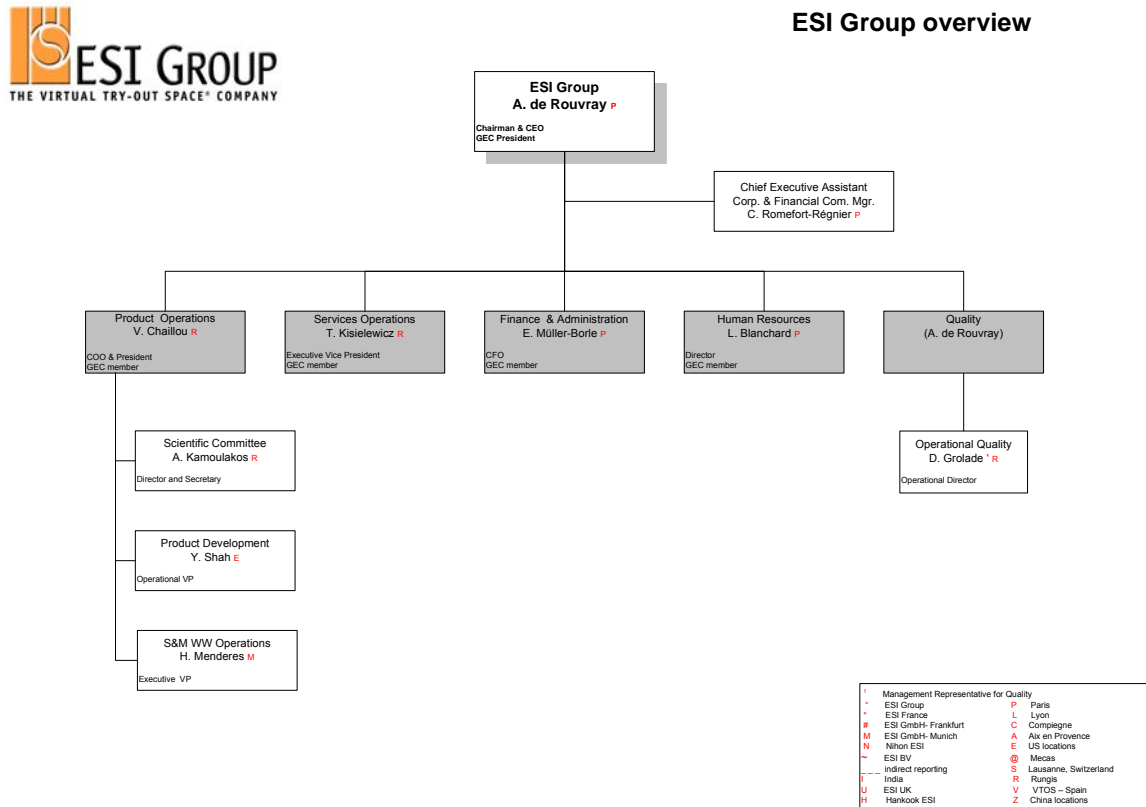 ESI Group overview
ESI GROUP
THE VIRTUAL TRY-OUT SPACE® COMPANY
ESI Group
A. de Rouvray P
Chairman & CEO
GEC President
Chief Executive Assistant
Corp. & Financial Com. Mgr.
C. Romefort-Régnier P
Product Operations
V. Chaillou R
COO & President
GEC member
Services Operations
T. Kisielewicz R
Executive Vice President
GEC member
Finance & Administration
E. Müller-Borle P
CFO
GEC member
Human Resources
L. Blanchard P
Director
GEC member
Quality
(A. de Rouvray)
Scientific Committee
A. Kamoulakos R
Director and Secretary
Operational Quality
D. Grolade ' R
Operational Director
Product Development
Y. Shah E
Operational VP
S&M WW Operations
H. Menderes M
Executive VP
' Management Representative for Quality
" ESI Group P Paris
* ESI France L Lyon
# ESI GmbH- Frankfurt C Compiegne
M ESI GmbH- Munich A Aix en Provence
N Nihon ESI E US locations
~ ESI BV @ Mecas
___ indirect reporting S Lausanne, Switzerland
I India R Rungis
U ESI UK V VTOS – Spain
H Hankook ESI Z China locations